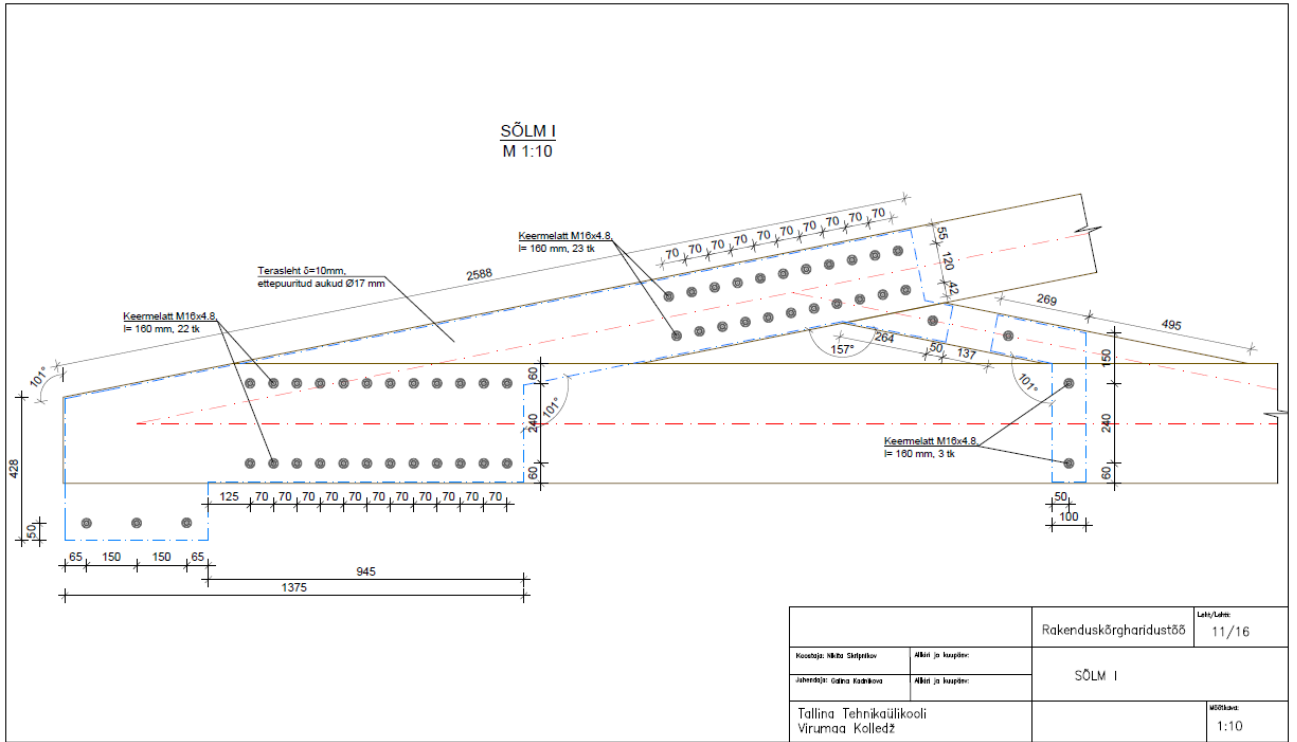 SÕLM I
M 1:10
Keermelatt M16x4.8,
l= 160 mm, 23 tk
70 70 70 70 70 70 70 70 70 70
55
120
42
2588
Terasleht δ=10mm,
ettepuuritud aukud Ø17 mm
Keermelatt M16x4.8,
l= 160 mm, 22 tk
269
495
264
50
137
157°
150
101°
101°
101°
60
240
60
240
60
Keermelatt M16x4.8,
l= 160 mm, 3 tk
428
50
125 70 70 70 70 70 70 70 70 70 70 70
50
100
65 150 150 65
945
1375
Rakenduskõrgharidustöö
Leht/Lehti:
11/16
Koostaja: Nikita Skripnikov
Allkiri ja kuupäev:
Juhendaja: Galina Kadnikova
Allkiri ja kuupäev:
SÕLM I
Tallina Tehnikaülikooli
Virumaa Kolledž
Mõõtkava:
1:10